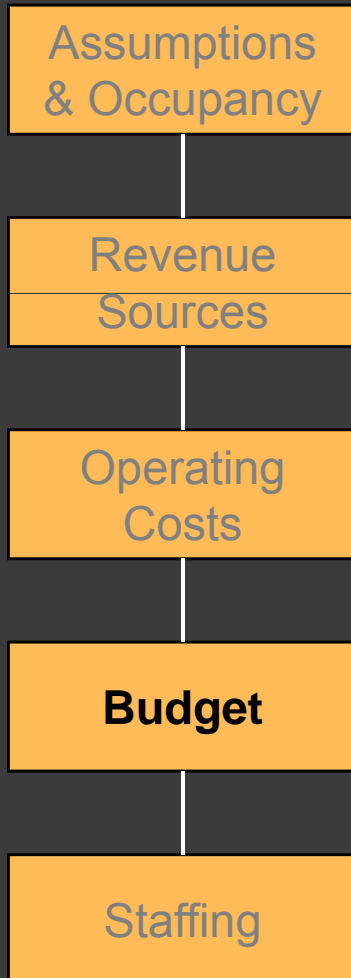 Assumptions
& Occupancy
Revenue
Sources
Operating
Costs
Budget
Staffing